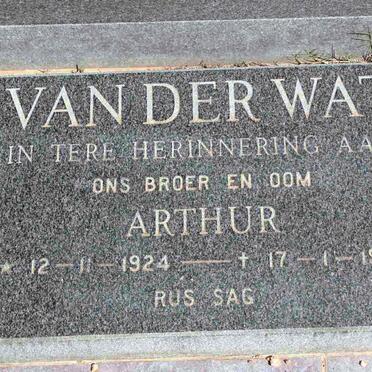 VAN DER WAT
IN TERE HERINNERING AA
ONS BROER EN OOM
ARTHUR
* 12 - 11 - 1924 — † 17 - 1 - 19
RUS SAG